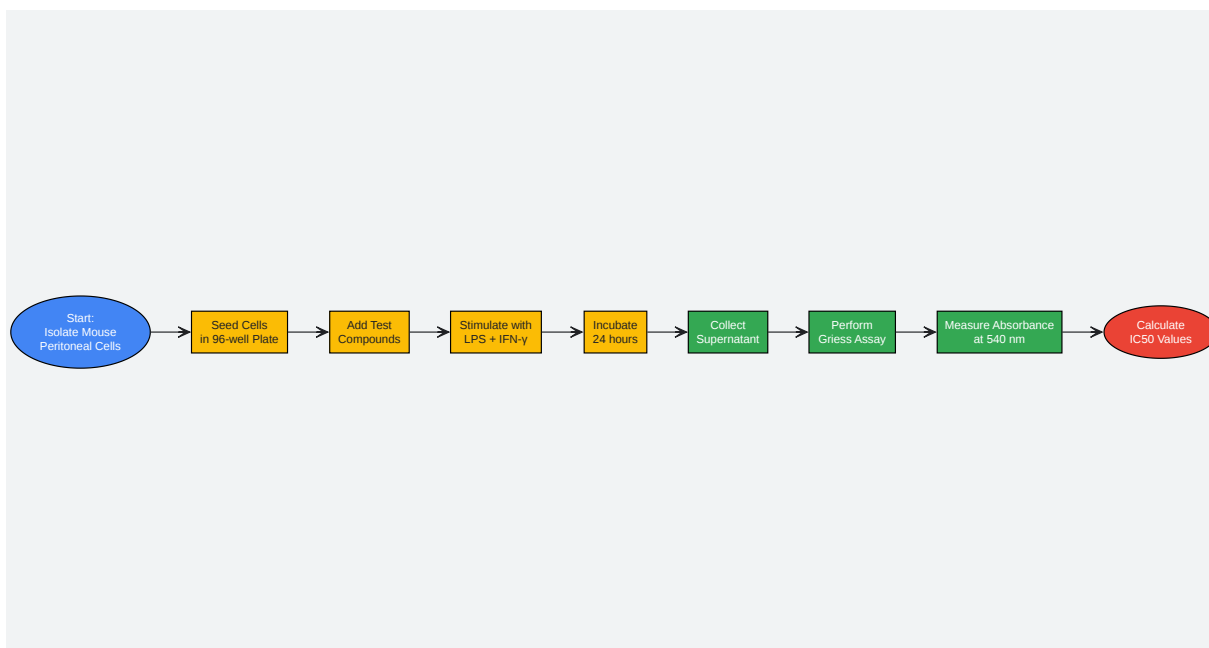 Start:
Isolate Mouse
Peritoneal Cells
Seed Cells
in 96-well Plate
Add Test
Compounds
Stimulate with
LPS + IFN-γ
Incubate
24 hours
Collect
Supernatant
Perform
Griess Assay
Measure Absorbance
at 540 nm
Calculate
IC50 Values